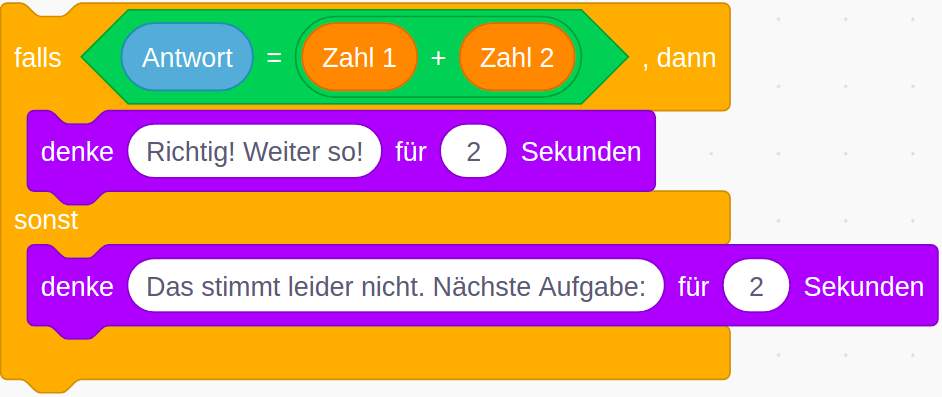 falls Antwort = Zahl 1 + Zahl 2 , dann
denke Richtig! Weiter so! für 2 Sekunden
sonst
denke Das stimmt leider nicht. Nächste Aufgabe: für 2 Sekunden